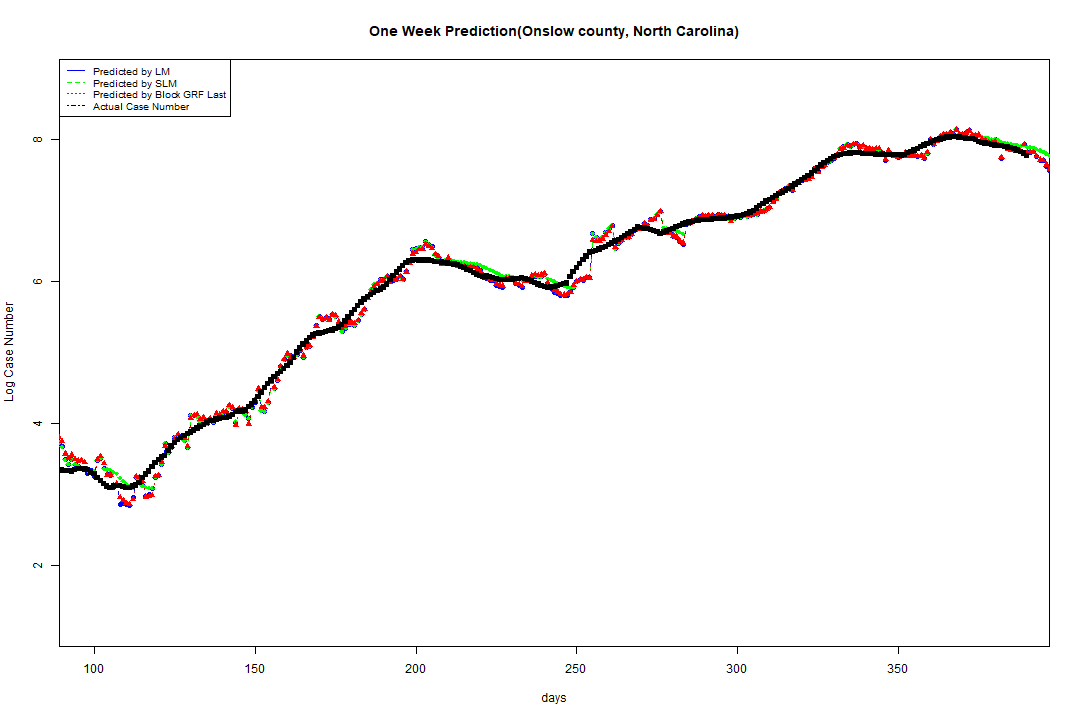 One Week Prediction(Onslow county, North Carolina)
Predicted by LM
Predicted by SLM
Predicted by Block GRF Last
Actual Case Number
8
6
4
2
Log Case Number
100 150 200 250 300 350
days